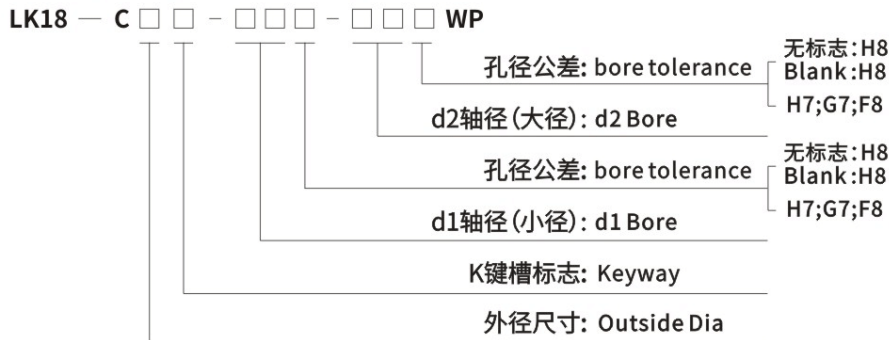 LK18 — C □ □ - □ □ □ - □ □ □ WP
无标志:H8
孔径公差: bore tolerance
Blank:H8
H7;G7;F8
d2轴径(大径): d2 Bore
无标志:H8
孔径公差: bore tolerance
Blank:H8
H7;G7;F8
d1轴径(小径): d1 Bore
K键槽标志: Keyway
外径尺寸: Outside Dia